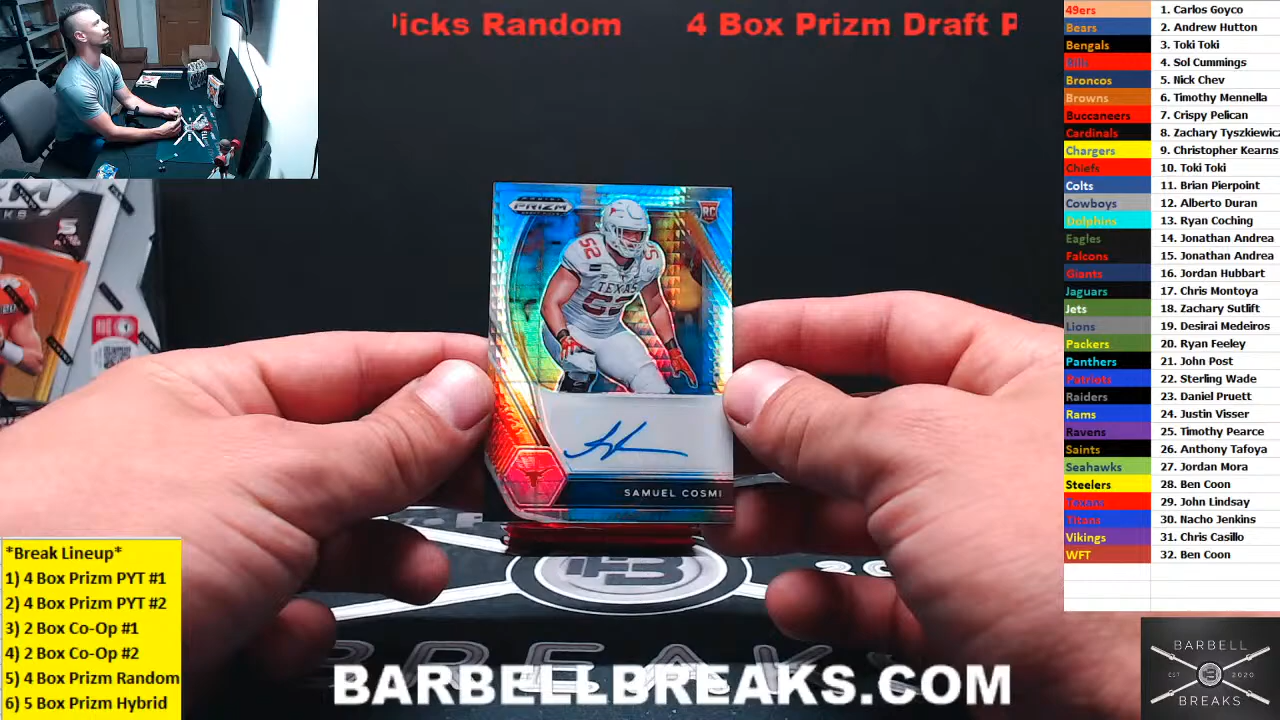 Picks Random 4 Box Prizm Draft P
49ers 1. Carlos Goyco
Bears 2. Andrew Hutton
Bengals 3. Toki Toki
Bills 4. Sol Cummings
Broncos 5. Nick Chev
Browns 6. Timothy Mennella
Buccaneers 7. Crispy Pelican
Cardinals 8. Zachary Tyszkiewicz
Chargers 9. Christopher Kearns
Chiefs 10. Toki Toki
Colts 11. Brian Pierpoint
Cowboys 12. Alberto Duran
Dolphins 13. Ryan Coching
Eagles 14. Jonathan Andrea
Falcons 15. Jonathan Andrea
Giants 16. Jordan Hubbart
Jaguars 17. Chris Montoya
Jets 18. Zachary Sutlift
Lions 19. Desirai Medeiros
Packers 20. Ryan Feeley
Panthers 21. John Post
Patriots 22. Sterling Wade
Raiders 23. Daniel Pruett
Rams 24. Justin Visser
Ravens 25. Timothy Pearce
Saints 26. Anthony Tafoya
Seahawks 27. Jordan Mora
Steelers 28. Ben Coon
Texans 29. John Lindsay
Titans 30. Nacho Jenkins
Vikings 31. Chris Casillo
WFT 32. Ben Coon
PANINI
PRIZM
RC
52
TEXAS
52
SAMUEL COSMI
*Break Lineup*
1) 4 Box Prizm PYT #1
2) 4 Box Prizm PYT #2
3) 2 Box Co-Op #1
4) 2 Box Co-Op #2
5) 4 Box Prizm Random
6) 5 Box Prizm Hybrid
BREAKS
BARBELLBREAKS.COM
BARBELL
EST B 2020
BREAKS